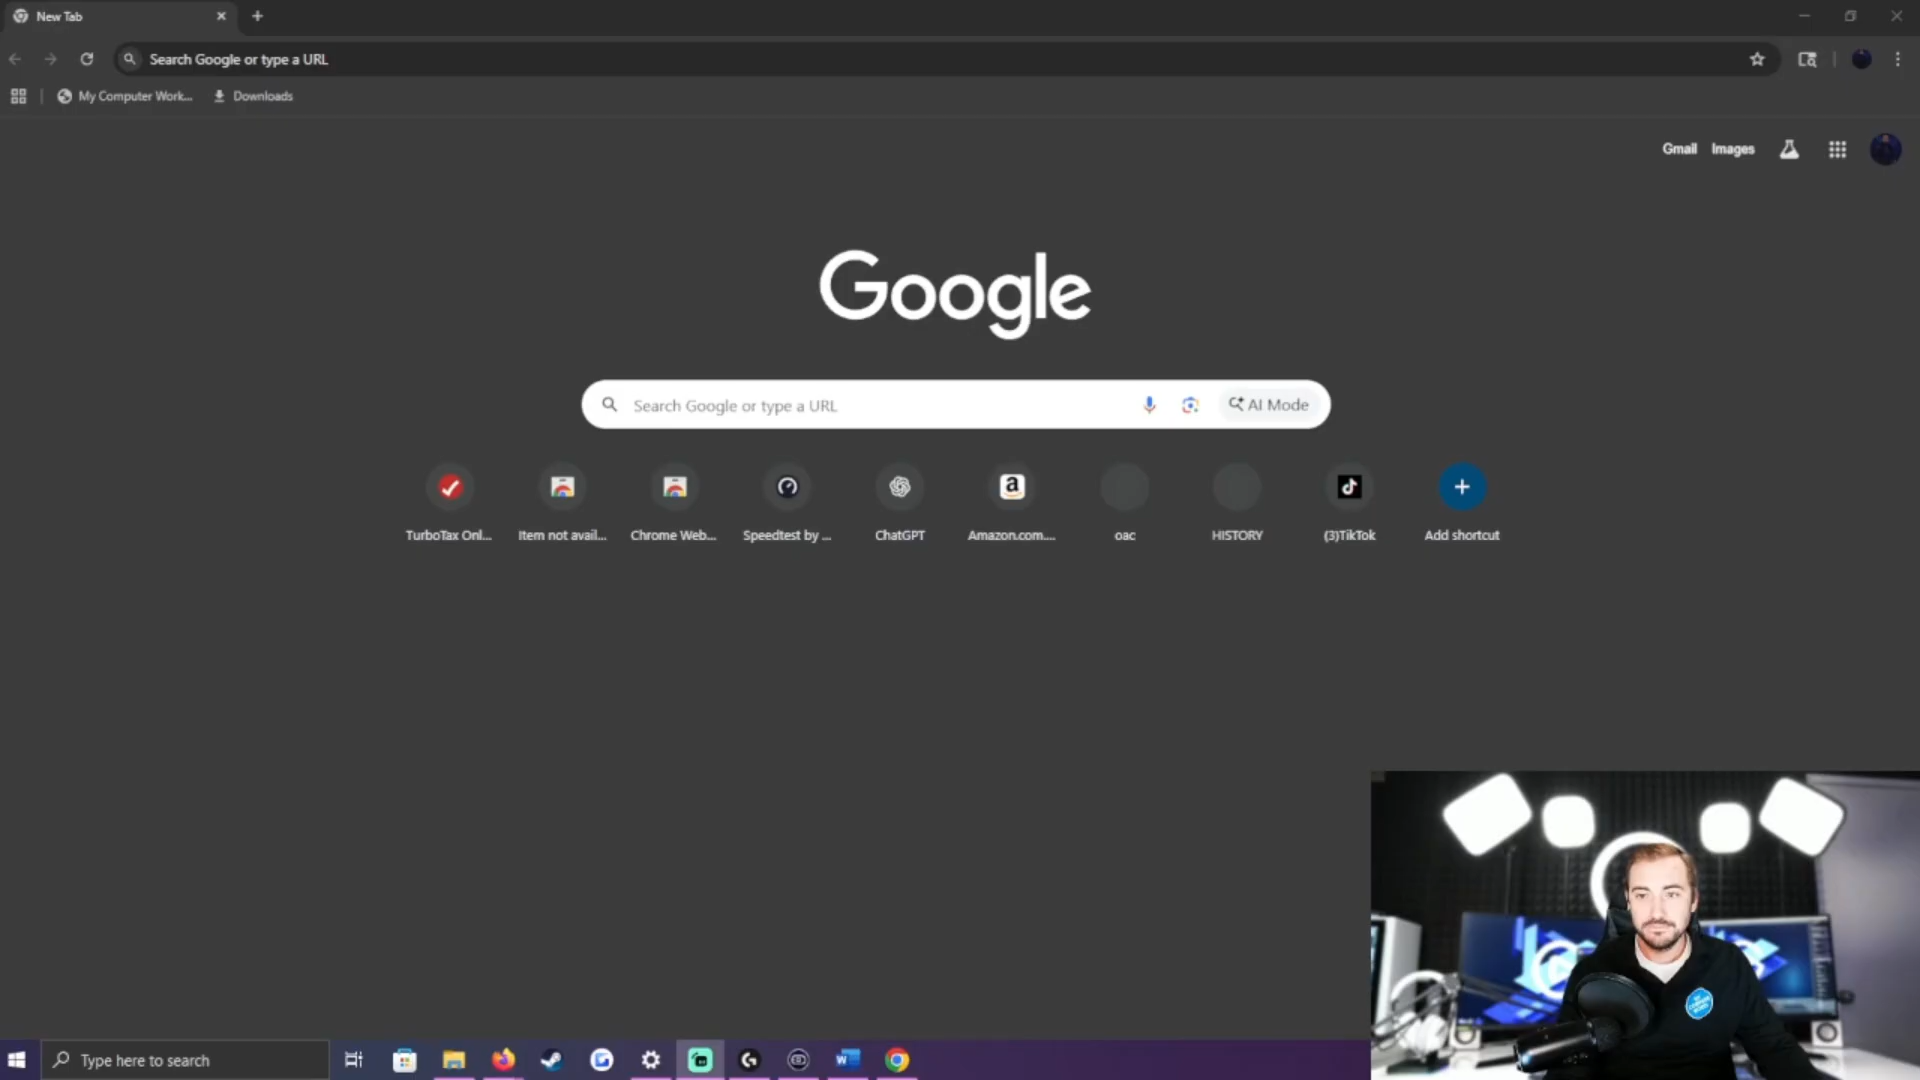 New Tab
Search Google or type a URL
My Computer Work...
Downloads
Gmail
Images
Google
Search Google or type a URL
AI Mode
TurboTax Onl...
Item not avail...
Chrome Web...
Speedtest by ...
ChatGPT
Amazon.com....
oac
HISTORY
(3)TikTok
Add shortcut
Type here to search